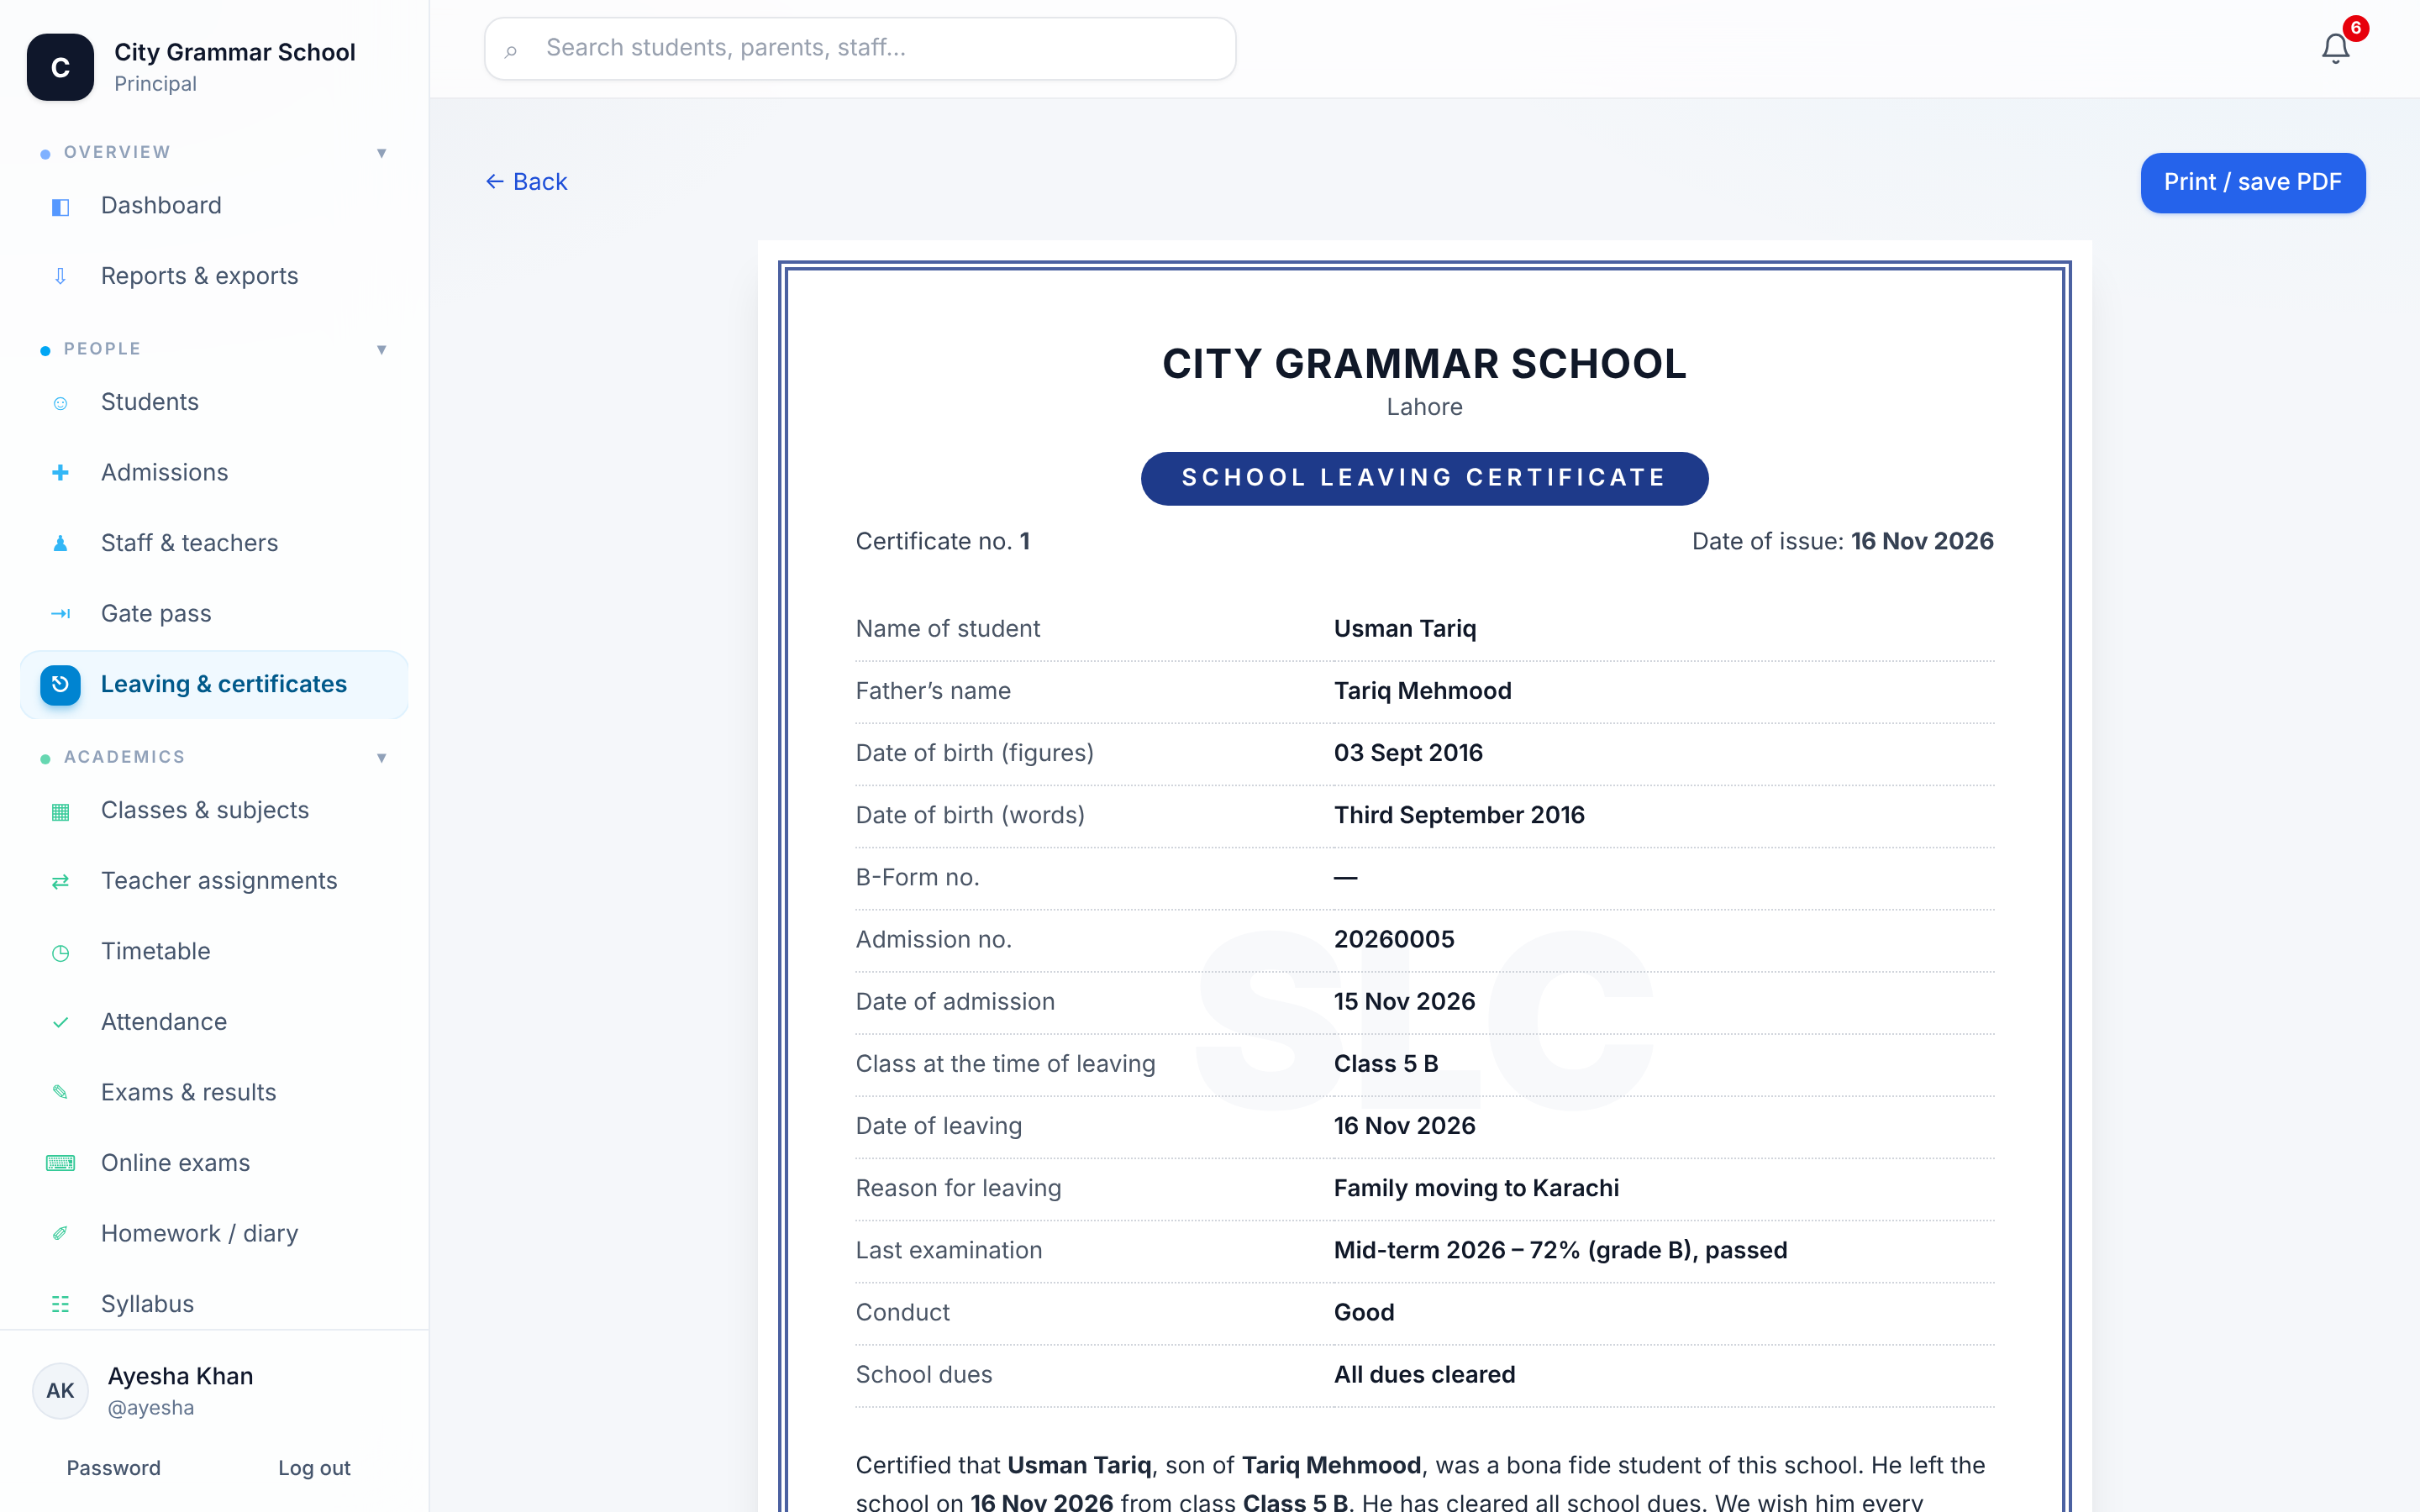 C
City Grammar School
Principal
OVERVIEW
Dashboard
Reports & exports
PEOPLE
Students
Admissions
Staff & teachers
Gate pass
Leaving & certificates
ACADEMICS
Classes & subjects
Teacher assignments
Timetable
Attendance
Exams & results
Online exams
Homework / diary
Syllabus
AK
Ayesha Khan
@ayesha
Password Log out
Search students, parents, staff...
6
← Back
Print / save PDF
CITY GRAMMAR SCHOOL
Lahore
SCHOOL LEAVING CERTIFICATE
Certificate no. 1 Date of issue: 16 Nov 2026
Name of student Usman Tariq
Father’s name Tariq Mehmood
Date of birth (figures) 03 Sept 2016
Date of birth (words) Third September 2016
B-Form no. —
Admission no. 20260005
Date of admission 15 Nov 2026
Class at the time of leaving Class 5 B
Date of leaving 16 Nov 2026
Reason for leaving Family moving to Karachi
Last examination Mid-term 2026 – 72% (grade B), passed
Conduct Good
School dues All dues cleared
SLC
Certified that Usman Tariq, son of Tariq Mehmood, was a bona fide student of this school. He left the
school on 16 Nov 2026 from class Class 5 B. He has cleared all school dues. We wish him every